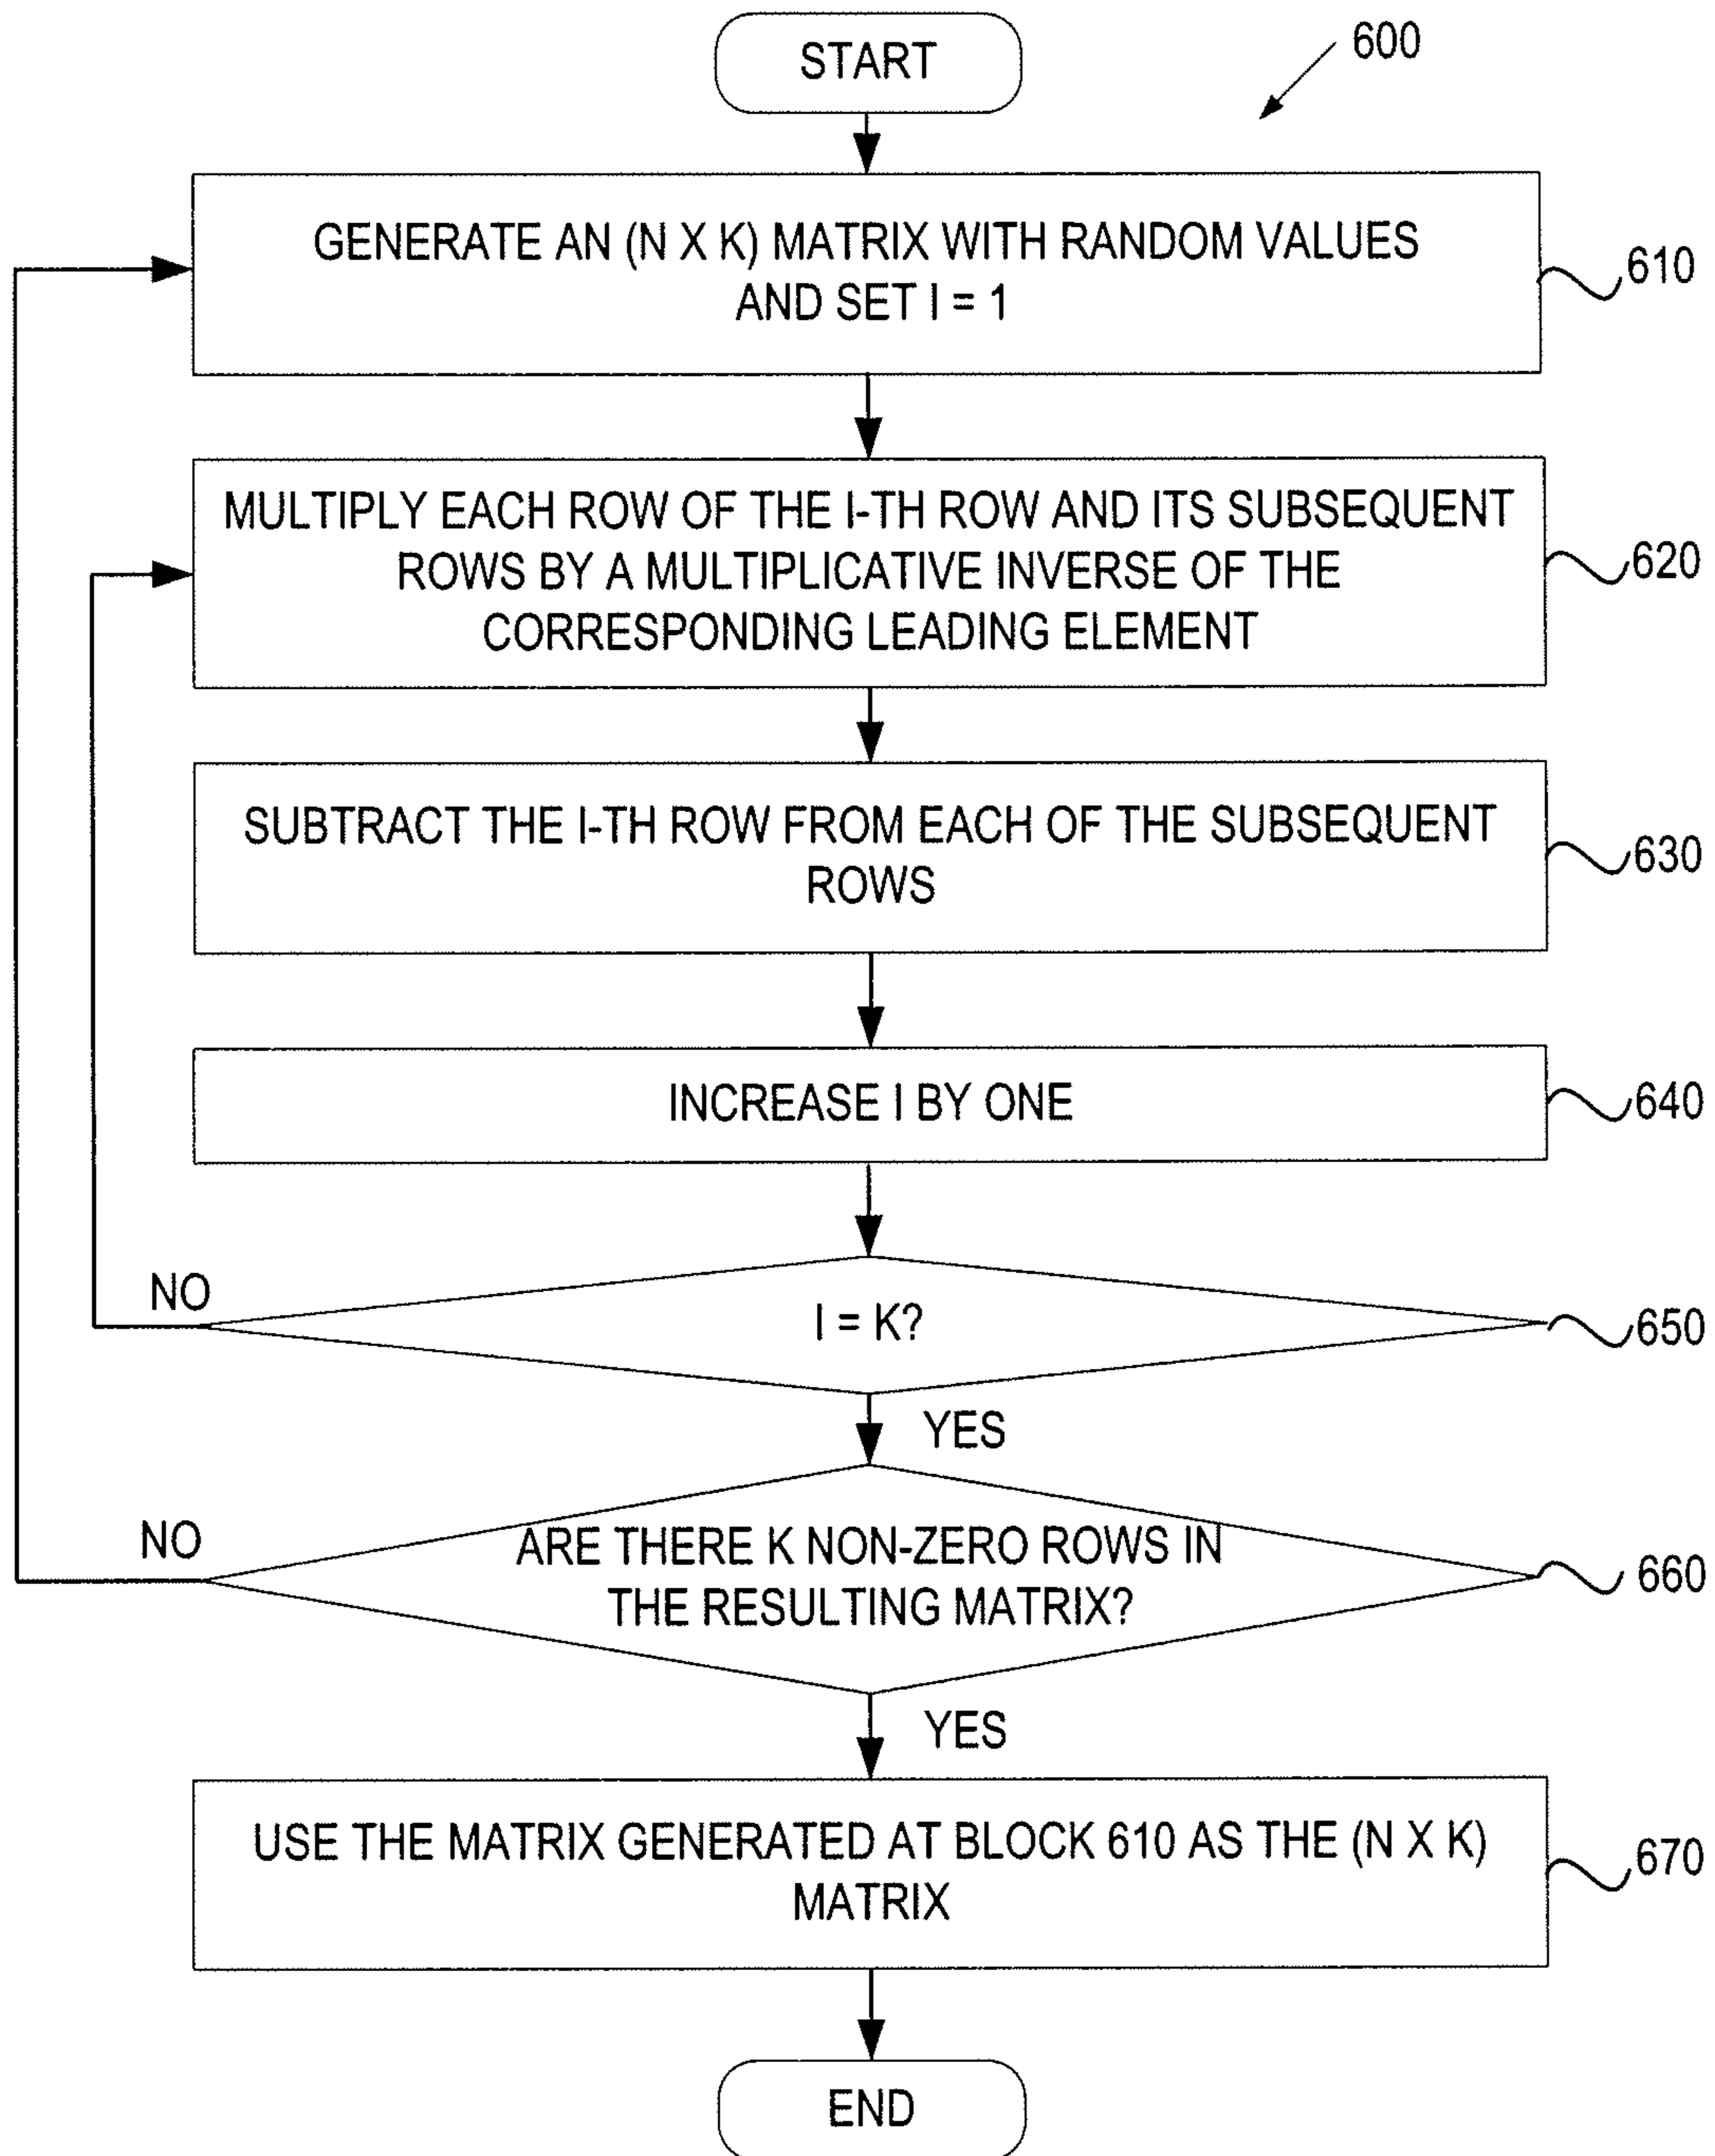 START
600
GENERATE AN (N X K) MATRIX WITH RANDOM VALUES
AND SET I = 1
610
MULTIPLY EACH ROW OF THE I-TH ROW AND ITS SUBSEQUENT
ROWS BY A MULTIPLICATIVE INVERSE OF THE
CORRESPONDING LEADING ELEMENT
620
SUBTRACT THE I-TH ROW FROM EACH OF THE SUBSEQUENT
ROWS
630
INCREASE I BY ONE
640
NO
I = K?
650
YES
NO
ARE THERE K NON-ZERO ROWS IN
THE RESULTING MATRIX?
660
YES
USE THE MATRIX GENERATED AT BLOCK 610 AS THE (N X K)
MATRIX
670
END